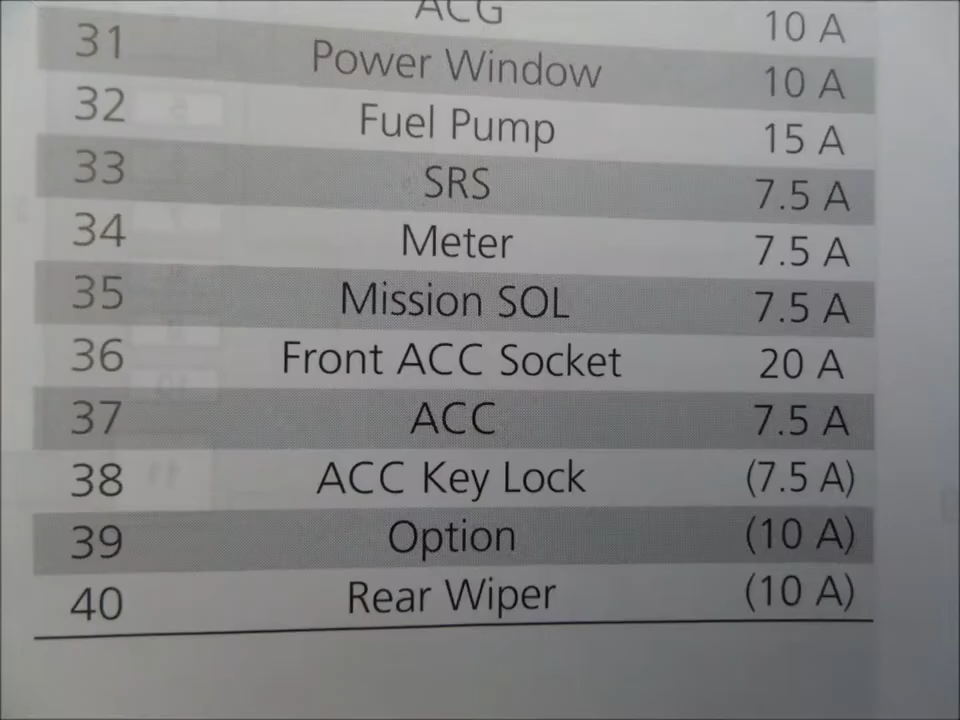 ACG 10 A
31 Power Window 10 A
32 Fuel Pump 15 A
33 SRS 7.5 A
34 Meter 7.5 A
35 Mission SOL 7.5 A
36 Front ACC Socket 20 A
37 ACC 7.5 A
38 ACC Key Lock (7.5 A)
39 Option (10 A)
40 Rear Wiper (10 A)